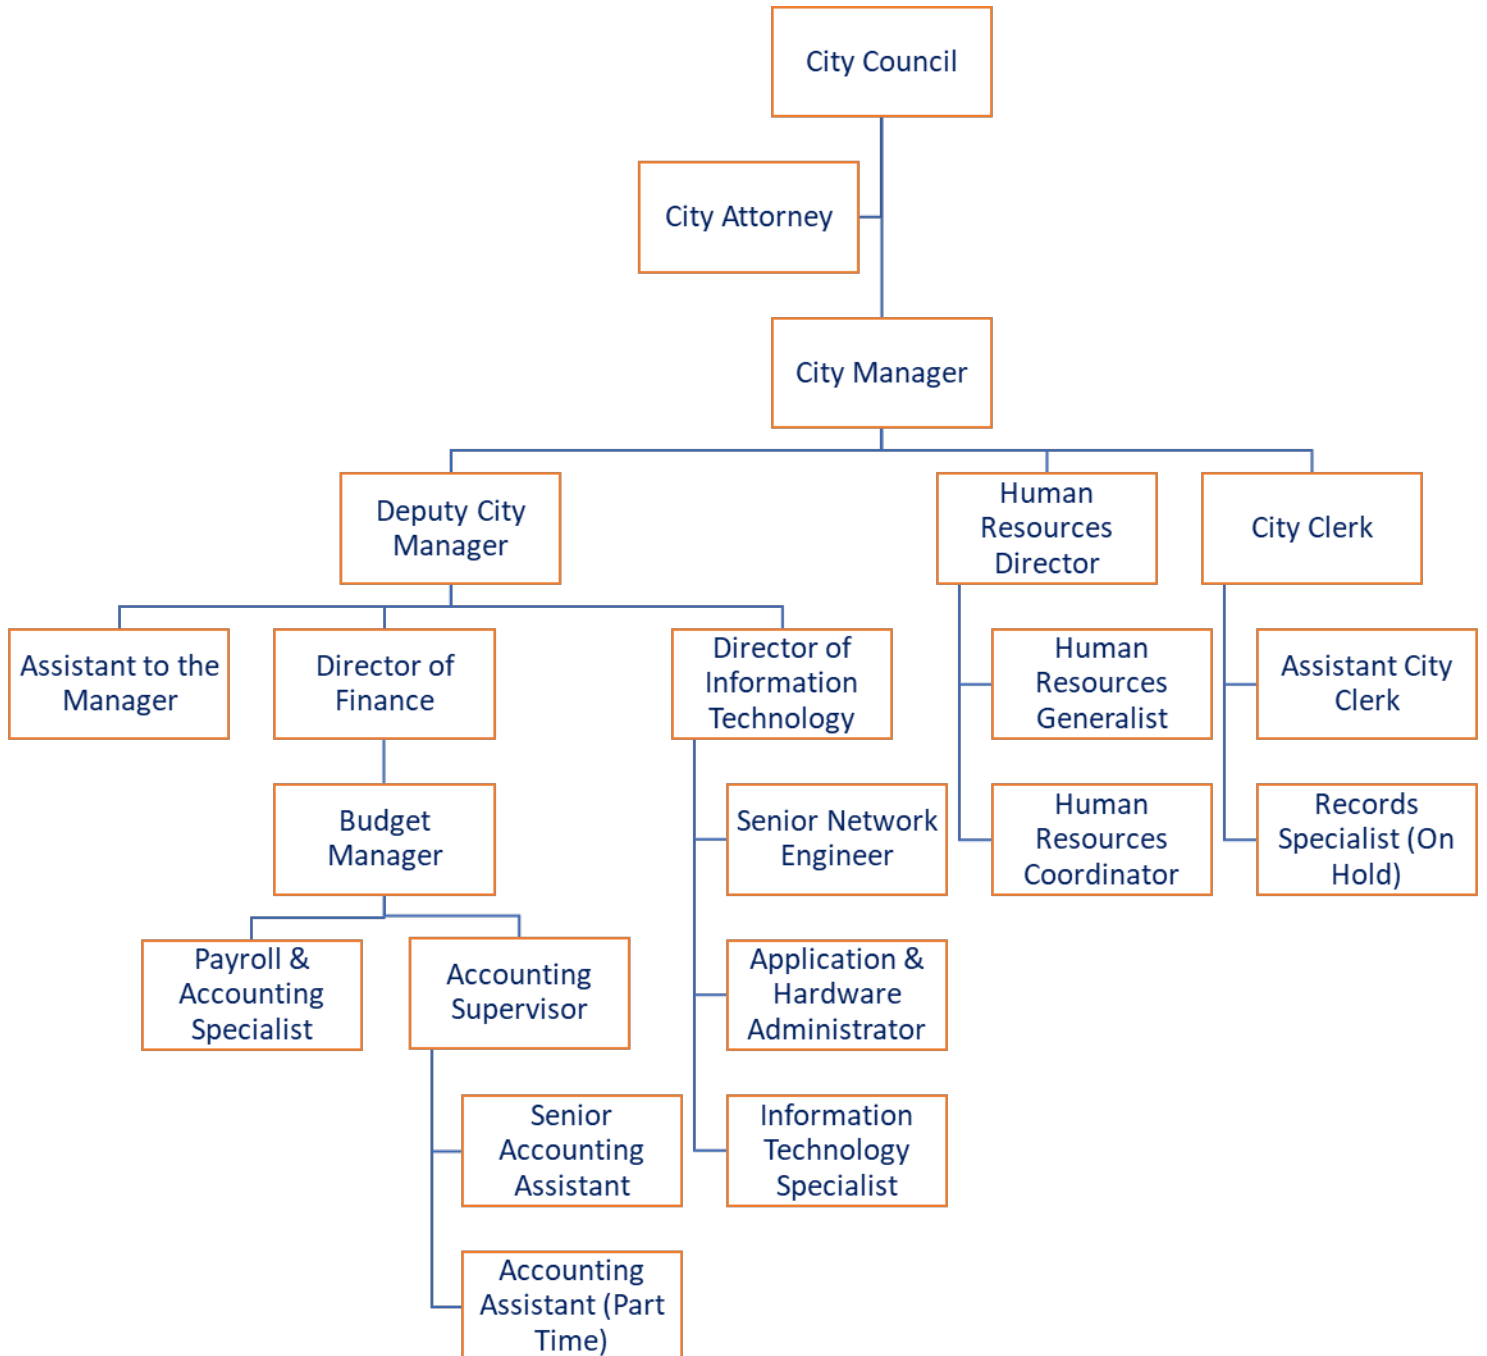 City Council
City Attorney
City Manager
Deputy City
Manager
Human
Resources
Director
City Clerk
Assistant to the
Manager
Director of
Finance
Director of
Information
Technology
Human
Resources
Generalist
Assistant City
Clerk
Budget
Manager
Senior Network
Engineer
Human
Resources
Coordinator
Records
Specialist (On
Hold)
Payroll &
Accounting
Specialist
Accounting
Supervisor
Application &
Hardware
Administrator
Senior
Accounting
Assistant
Information
Technology
Specialist
Accounting
Assistant (Part
Time)